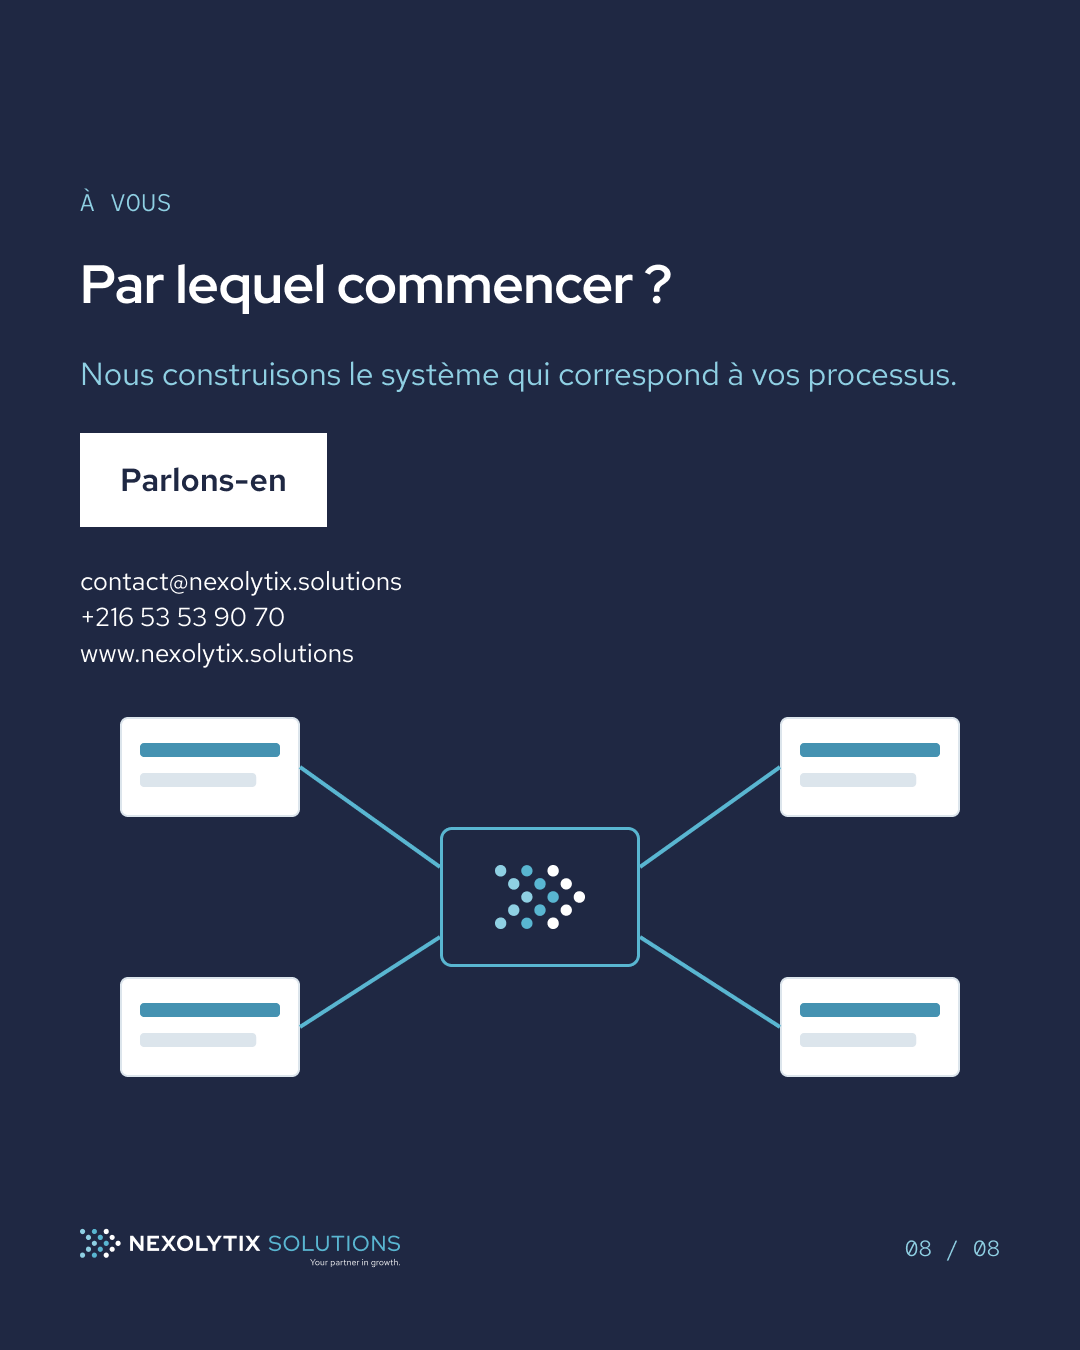 À VOUS
Par lequel commencer ?
Nous construisons le système qui correspond à vos processus.
Parlons-en
contact@nexolytix.solutions
+216 53 53 90 70
www.nexolytix.solutions
NEXOLYTIX SOLUTIONS
Your partner in growth.
08 / 08